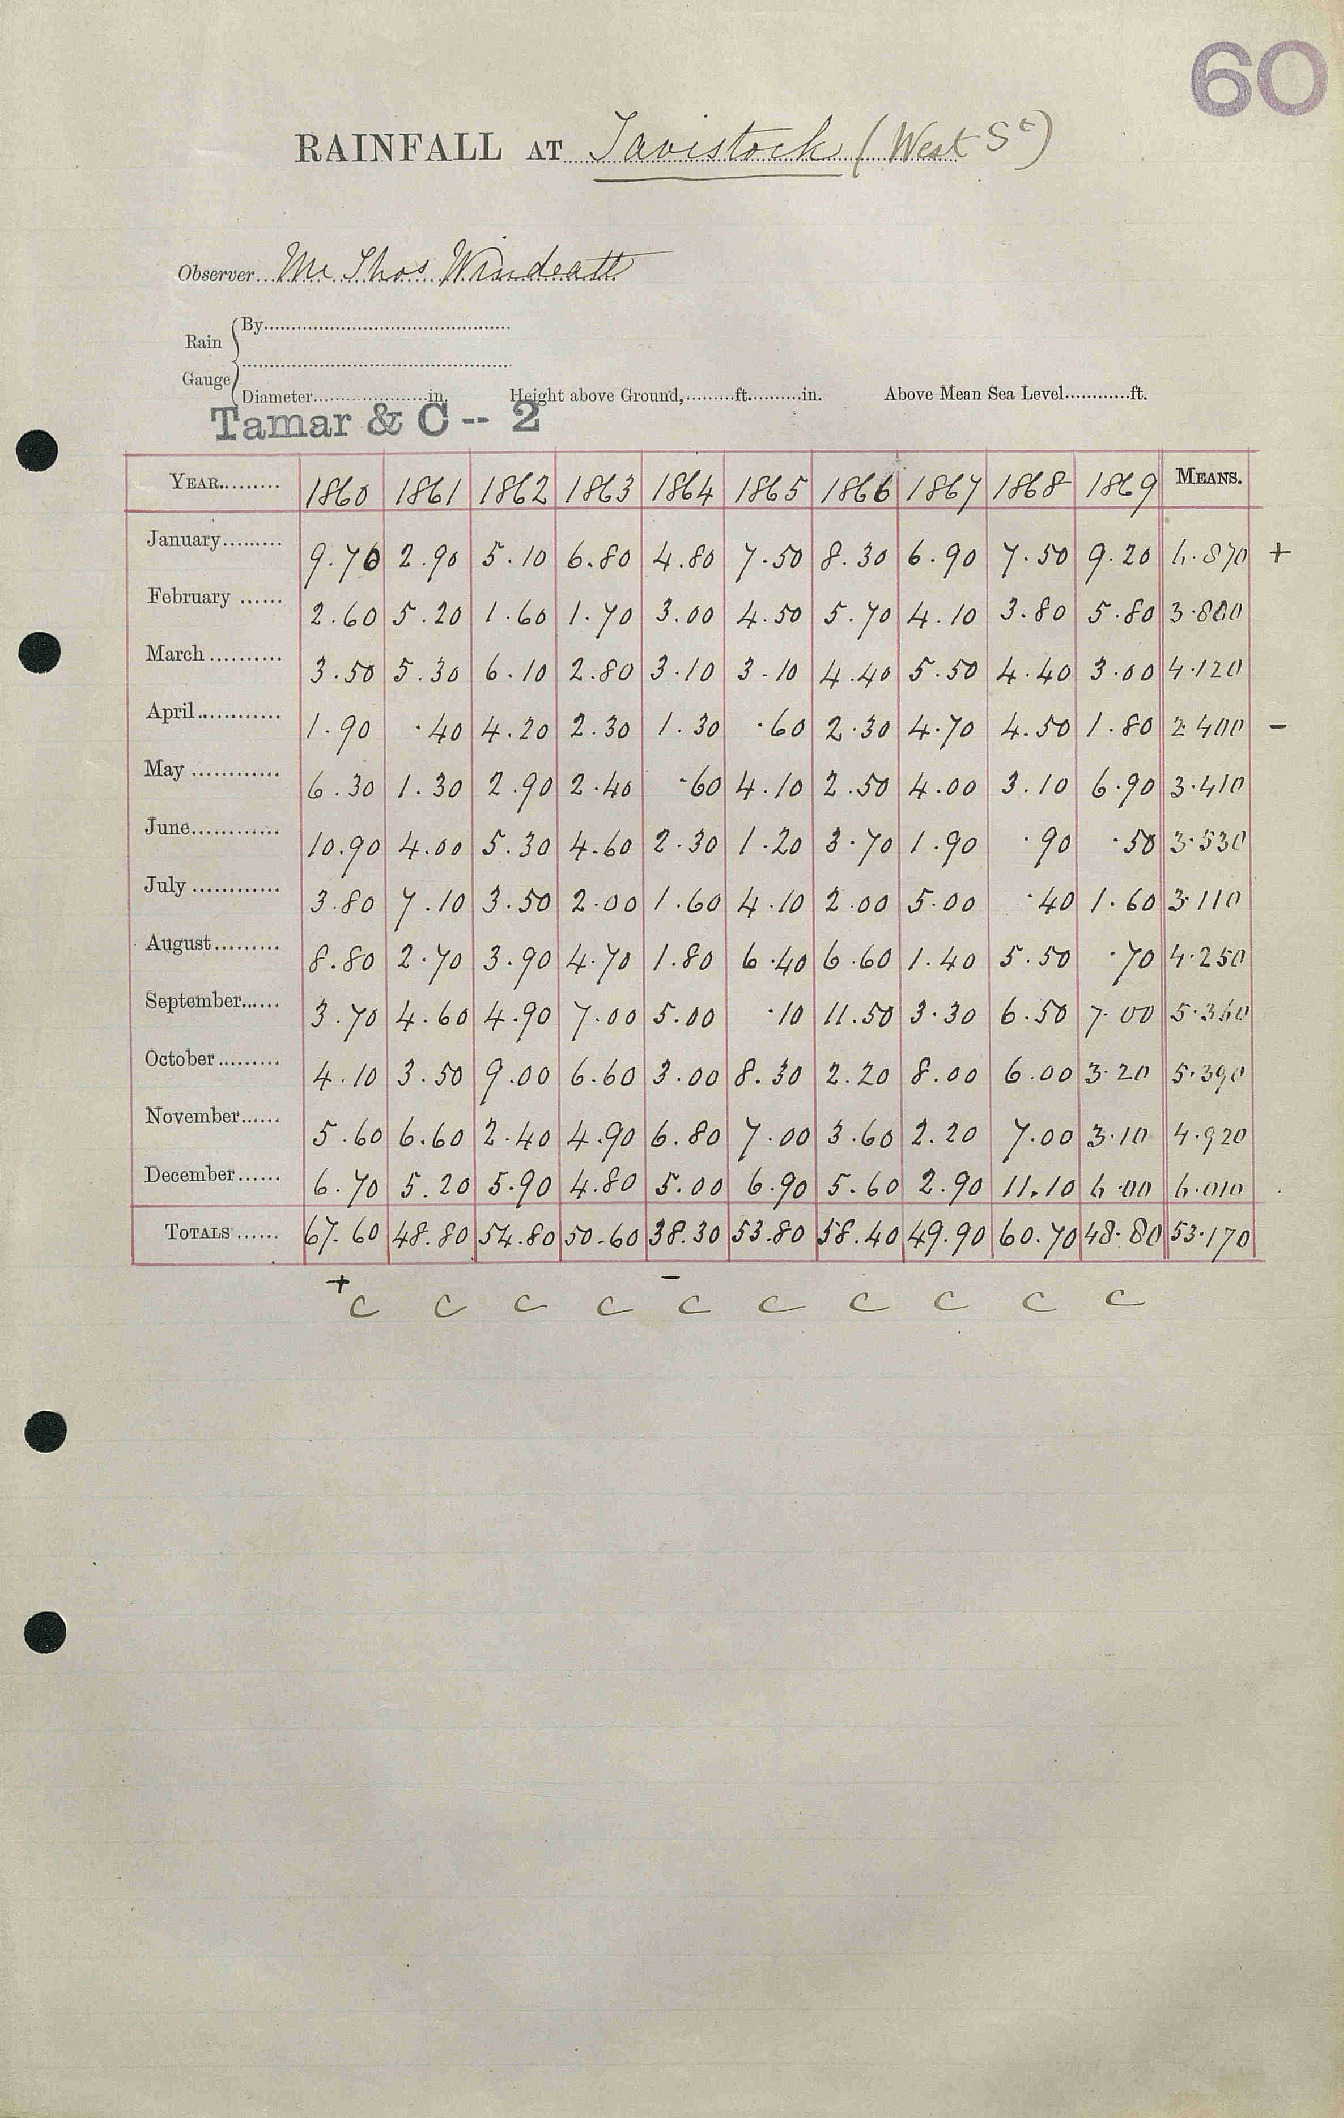 60
RAINFALL AT Tavistock (West St)
Observer Mr Thos Windeatt
Rain Gauge
By
Diameter in. Height above Ground, ft. in. Above Mean Sea Level ft.
Tamar & C -- 2
YEAR 1860 1861 1862 1863 1864 1865 1866 1867 1868 1869 MEANS.
January 9.70 2.90 5.10 6.80 4.80 7.50 8.30 6.90 7.50 9.20 6.870 +
February 2.60 5.20 1.60 1.70 3.00 4.50 5.70 4.10 3.80 5.80 3.800
March 3.50 5.30 6.10 2.80 3.10 3.10 4.40 5.50 4.40 3.00 4.120
April 1.90 .40 4.20 2.30 1.30 .60 2.30 4.70 4.50 1.80 2.400 -
May 6.30 1.30 2.90 2.40 .60 4.10 2.50 4.00 3.10 6.90 3.410
June 10.90 4.00 5.30 4.60 2.30 1.20 3.70 1.90 .90 .50 3.530
July 3.80 7.10 3.50 2.00 1.60 4.10 2.00 5.00 .40 1.60 3.110
August 8.80 2.70 3.90 4.70 1.80 6.40 6.60 1.40 5.50 .70 4.250
September 3.70 4.60 4.90 7.00 5.00 .10 11.50 3.30 6.50 7.00 5.360
October 4.10 3.50 9.00 6.60 3.00 8.30 2.20 8.00 6.00 3.20 5.390
November 5.60 6.60 2.40 4.90 6.80 7.00 3.60 2.20 7.00 3.10 4.920
December 6.70 5.20 5.90 4.80 5.00 6.90 5.60 2.90 11.10 6.00 6.010
TOTALS 67.60 48.80 54.80 50.60 38.30 53.80 58.40 49.90 60.70 48.80 53.170
+ -
C C C C C C C C C C